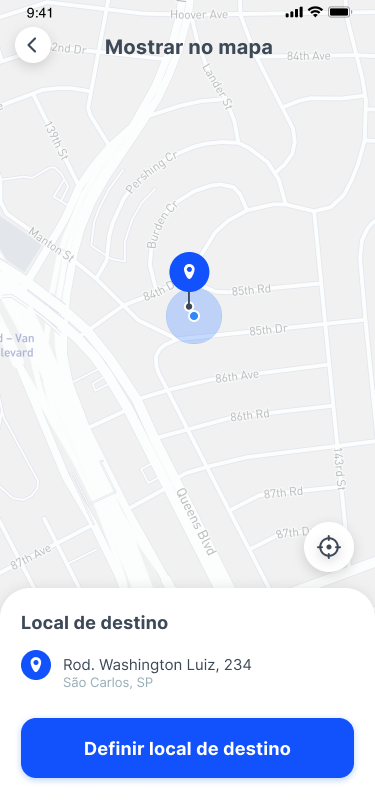 9:41
Hoover Ave
2nd Dr
Mostrar no mapa
84th Ave
Lander St
139th St
Pershing Cr
Burden Cr
Manton St
84th D
85th Rd
85th Dr
d – Van
levard
86th Ave
86th Rd
143rd St
87th Rd
Queens Blvd
87th D
87th Ave
Local de destino
Rod. Washington Luiz, 234
São Carlos, SP
Definir local de destino